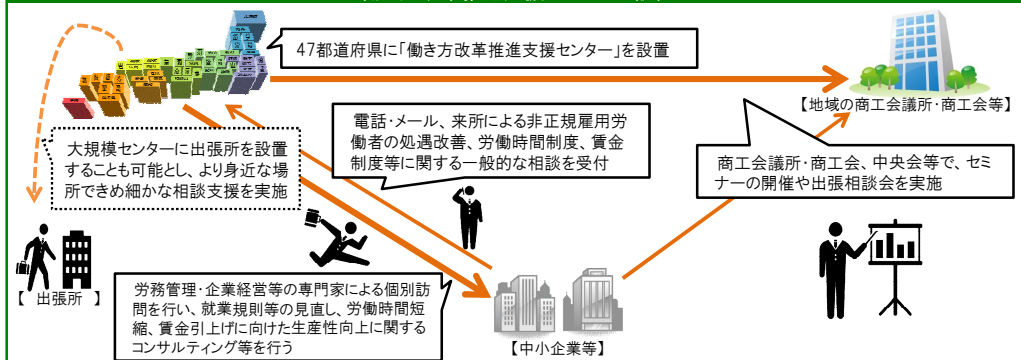 47都道府県に「働き方改革推進支援センター」を設置
【地域の商工会議所・商工会等】
電話・メール、来所による非正規雇用労
働者の処遇改善、労働時間制度、賃金
制度等に関する一般的な相談を受付
大規模センターに出張所を設置
することも可能とし、より身近な場
所できめ細かな相談支援を実施
商工会議所・商工会、中央会等で、セミ
ナーの開催や出張相談会を実施
【 出張所 】
労務管理・企業経営等の専門家による個別訪
問を行い、就業規則等の見直し、労働時間短
縮、賃金引上げに向けた生産性向上に関する
コンサルティング等を行う
【中小企業等】